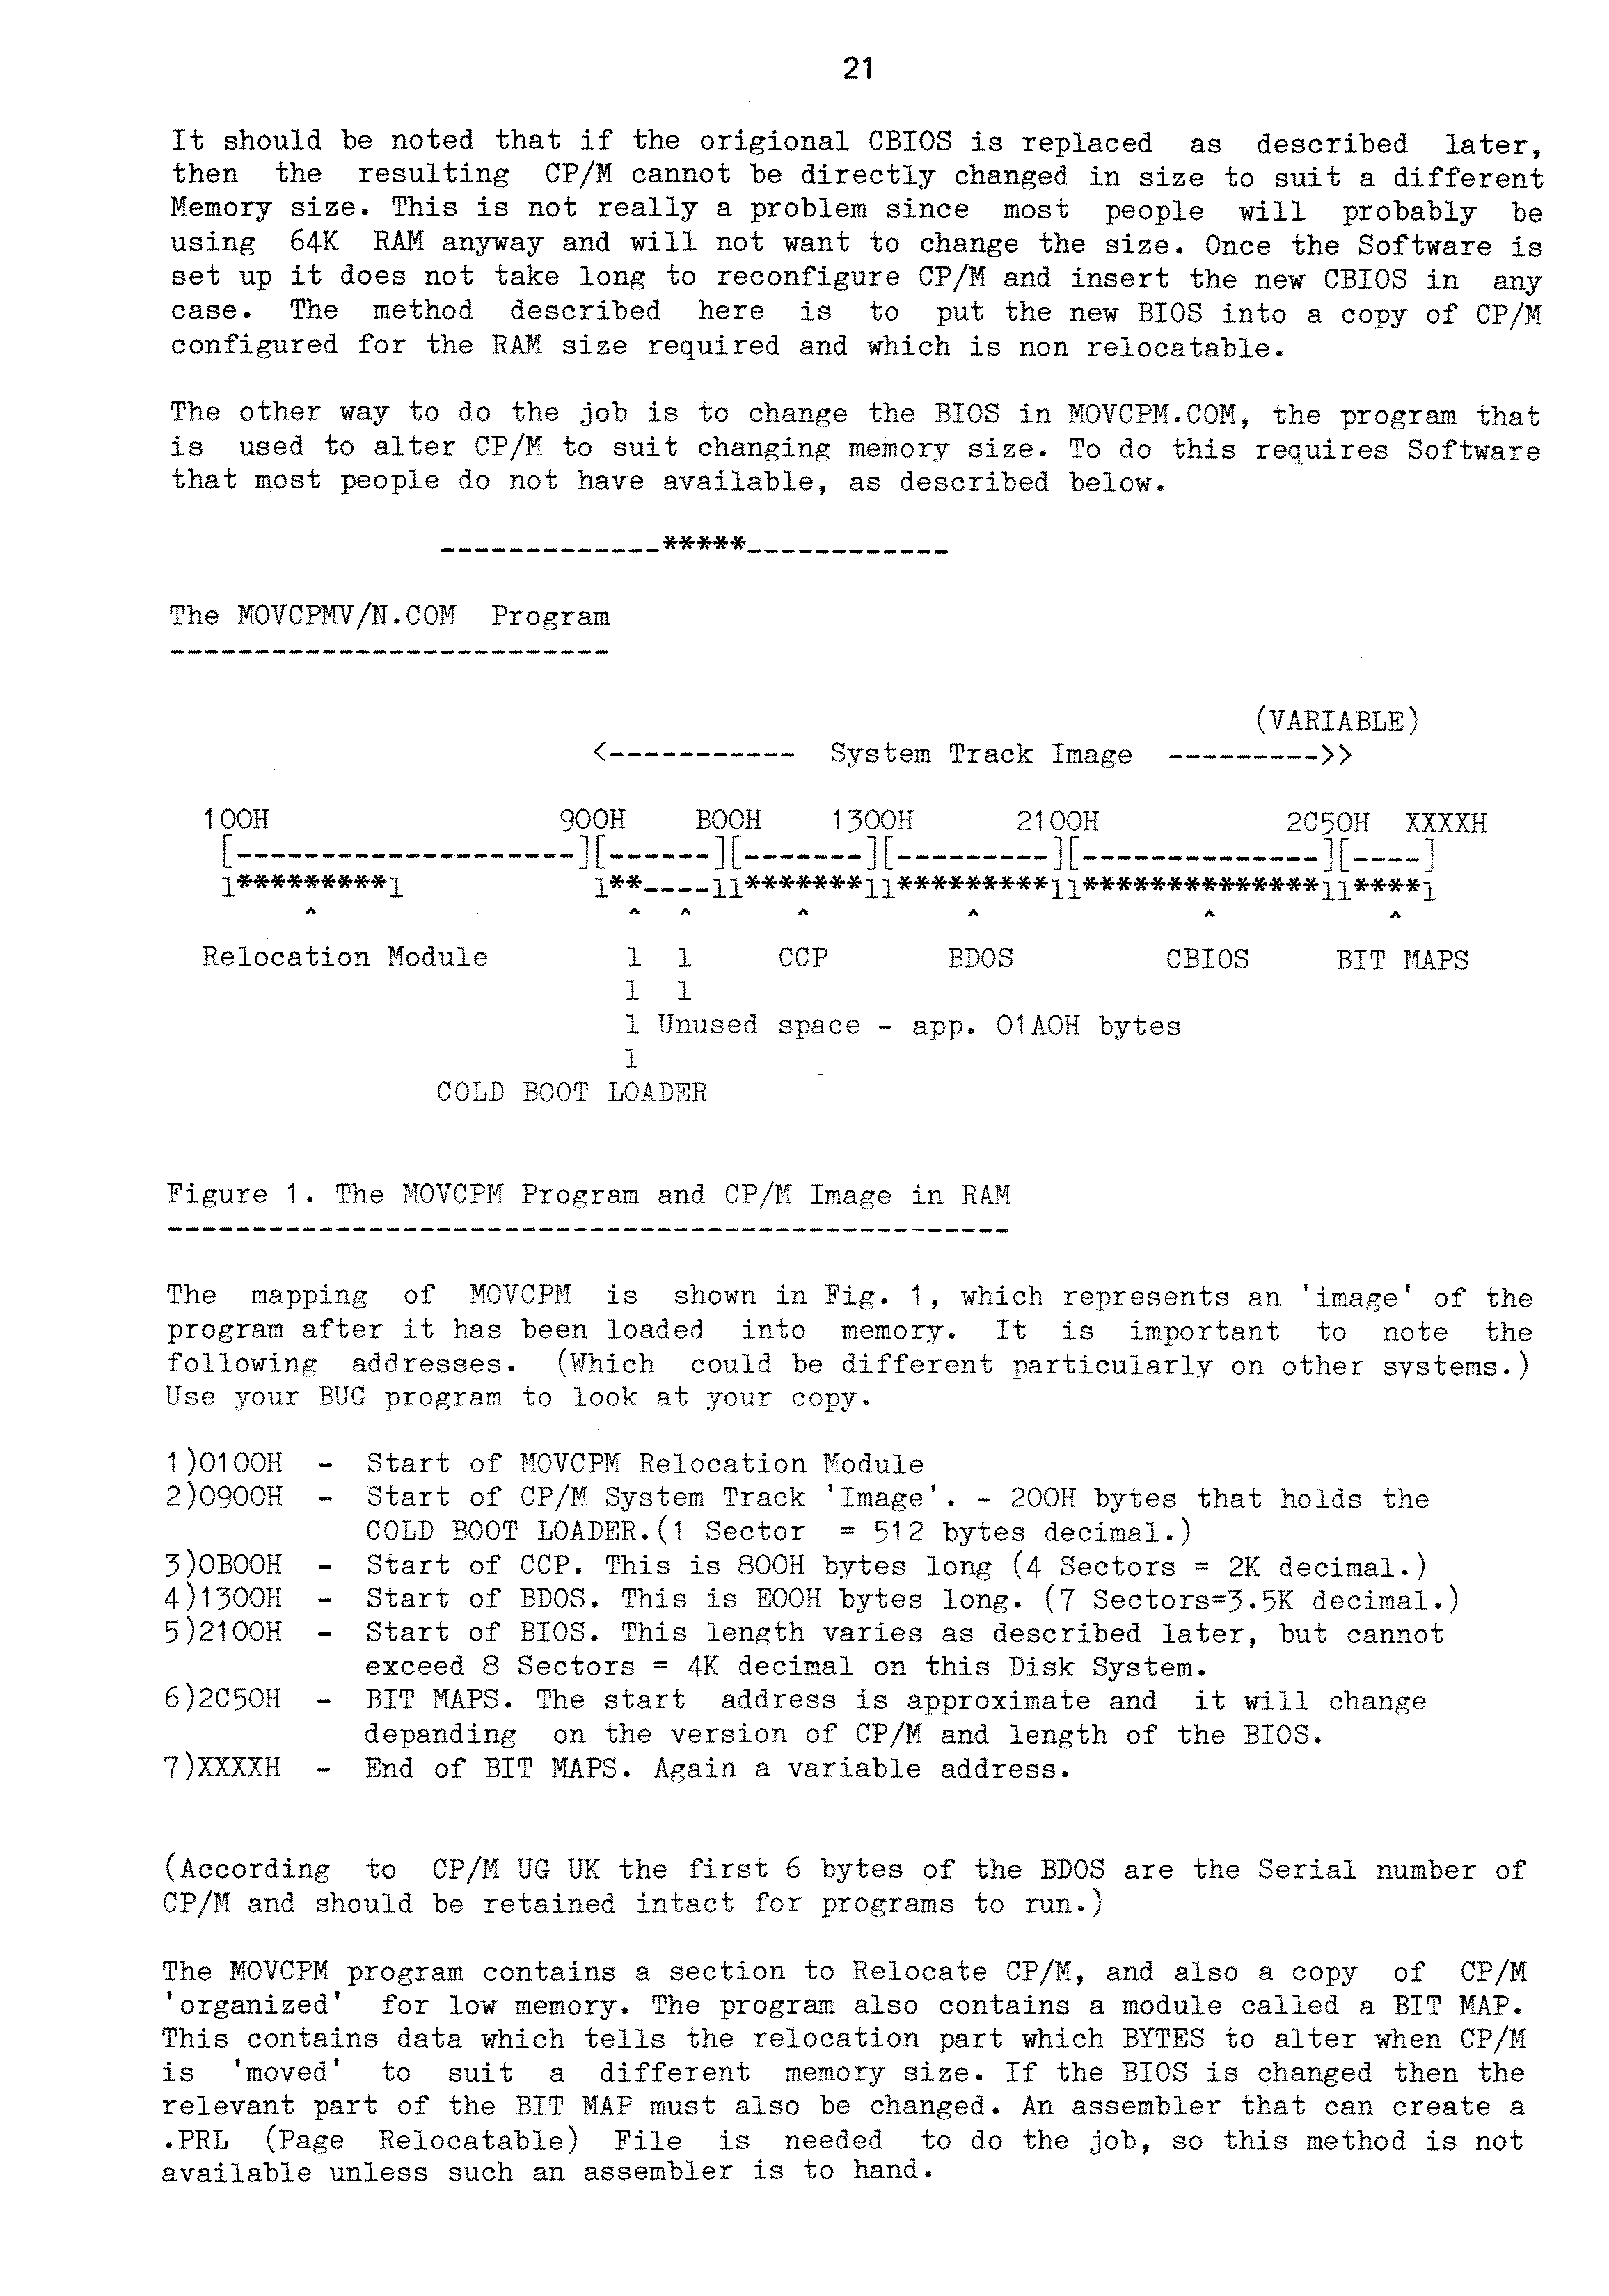 21
It should be noted that if the origional CBIOS is replaced as described later,
then the resulting CP/M cannot be directly changed in size to suit a different
Memory size. This is not really a problem since most people will probably be
using 64K RAM anyway and will not want to change the size. Once the Software is
set up it does not take long to reconfigure CP/M and insert the new CBIOS in any
case. The method described here is to put the new BIOS into a copy of CP/M
configured for the RAM size required and which is non relocatable.
The other way to do the job is to change the BIOS in MOVCPM.COM, the program that
is used to alter CP/M to suit changing memory size. To do this requires Software
that most people do not have available, as described below.
-------------*****------------
The MOVCPMV/N.COM Program
--------------------------
(VARIABLE)
<----------- System Track Image --------->>
100H 900H B00H 1300H 2100H 2C50H XXXXH
[--------------------][------][-------][---------][--------------][----]
l*********l l**----ll*******ll*********ll**************ll****l
^ ^ ^ ^ ^ ^ ^
Relocation Module l l CCP BDOS CBIOS BIT MAPS
l l
l Unused space - app. 01A0H bytes
l
COLD BOOT LOADER
Figure 1. The MOVCPM Program and CP/M Image in RAM
--------------------------------------------------
The mapping of MOVCPM is shown in Fig. 1, which represents an 'image' of the
program after it has been loaded into memory. It is important to note the
following addresses. (Which could be different particularly on other systems.)
Use your BUG program to look at your copy.
1)0100H - Start of MOVCPM Relocation Module
2)0900H - Start of CP/M System Track 'Image'. - 200H bytes that holds the
COLD BOOT LOADER.(1 Sector = 512 bytes decimal.)
3)0B00H - Start of CCP. This is 800H bytes long (4 Sectors = 2K decimal.)
4)1300H - Start of BDOS. This is E00H bytes long. (7 Sectors=3.5K decimal.)
5)2100H - Start of BIOS. This length varies as described later, but cannot
exceed 8 Sectors = 4K decimal on this Disk System.
6)2C50H - BIT MAPS. The start address is approximate and it will change
depanding on the version of CP/M and length of the BIOS.
7)XXXXH - End of BIT MAPS. Again a variable address.
(According to CP/M UG UK the first 6 bytes of the BDOS are the Serial number of
CP/M and should be retained intact for programs to run.)
The MOVCPM program contains a section to Relocate CP/M, and also a copy of CP/M
'organized' for low memory. The program also contains a module called a BIT MAP.
This contains data which tells the relocation part which BYTES to alter when CP/M
is 'moved' to suit a different memory size. If the BIOS is changed then the
relevant part of the BIT MAP must also be changed. An assembler that can create a
.PRL (Page Relocatable) File is needed to do the job, so this method is not
available unless such an assembler is to hand.